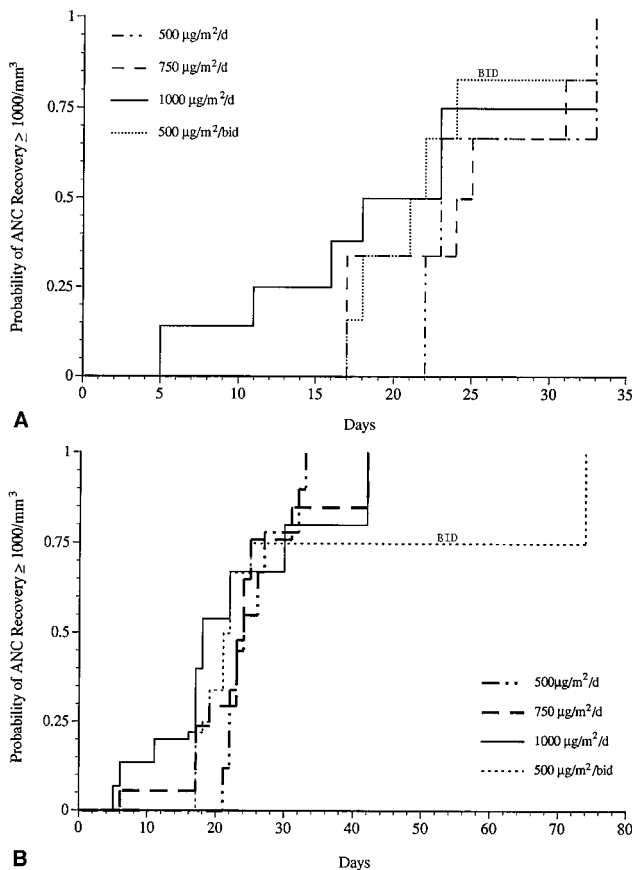 1
0.75
0.5
0.25
0
Probability of ANC Recovery ≥ 1000/mm³
500 µg/m²/d
750 µg/m²/d
1000 µg/m²/d
500 µg/m²/bid
BID
0 5 10 15 20 25 30 35
Days
A
1
0.75
0.5
0.25
0
Probability of ANC Recovery ≥ 1000/mm³
BID
500µg/m²/d
750 µg/m²/d
1000 µg/m²/d
500 µg/m²/bid
0 10 20 30 40 50 60 70 80
Days
B